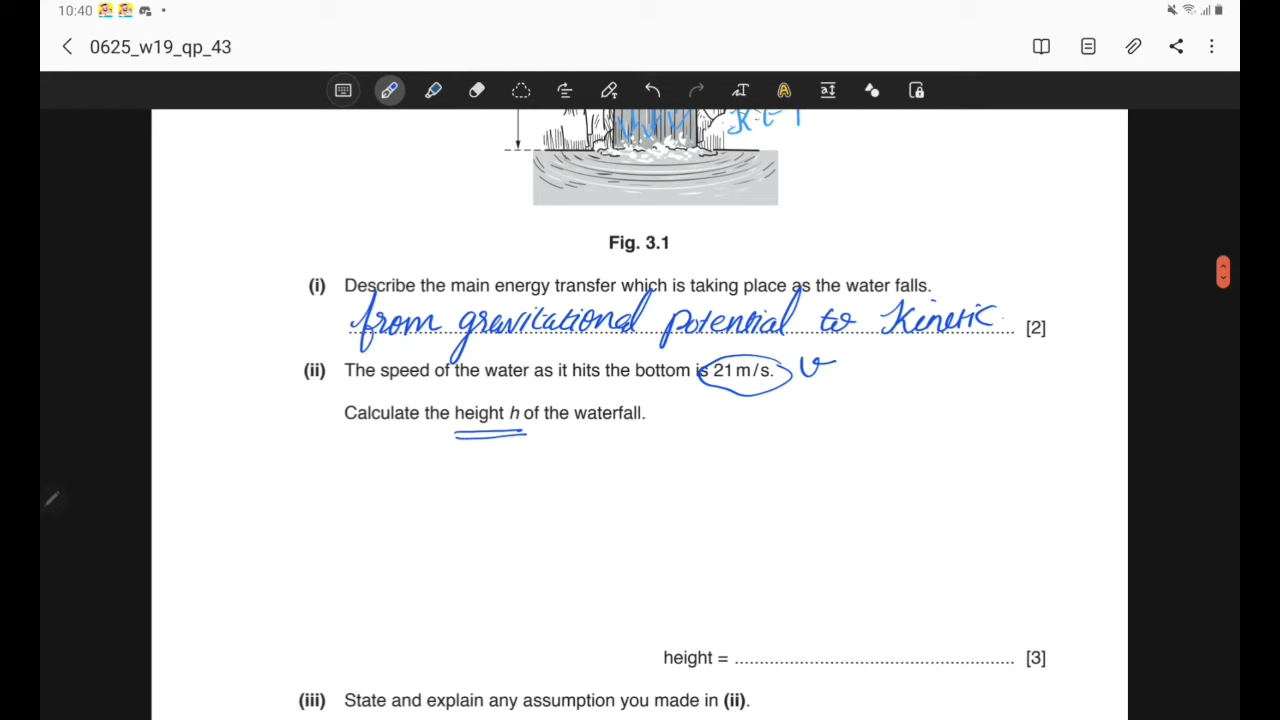 10:40
0625_w19_qp_43
K.E ↑
Fig. 3.1
(i) Describe the main energy transfer which is taking place as the water falls.
from gravitational potential to Kinetic [2]
(ii) The speed of the water as it hits the bottom is 21 m/s. v
Calculate the height h of the waterfall.
height = ........................................................ [3]
(iii) State and explain any assumption you made in (ii).